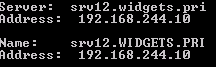 Server:  srv12.widgets.pri
Address:  192.168.244.10
Name:    srv12.WIDGETS.PRI
Address:  192.168.244.10